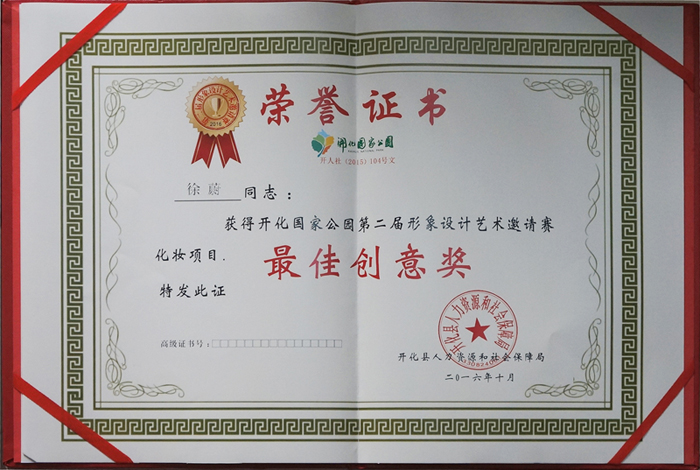 荣誉证书
2016
开化国家公园
开人社(2015)104号文
徐蔚 同志：
获得开化国家公园第二届形象设计艺术邀请赛
化妆项目.
最佳创意奖
特发此证
高级证书号：
开化县人力资源和社会保障局
开化县人力资源和社会保障局
二〇一六年十月